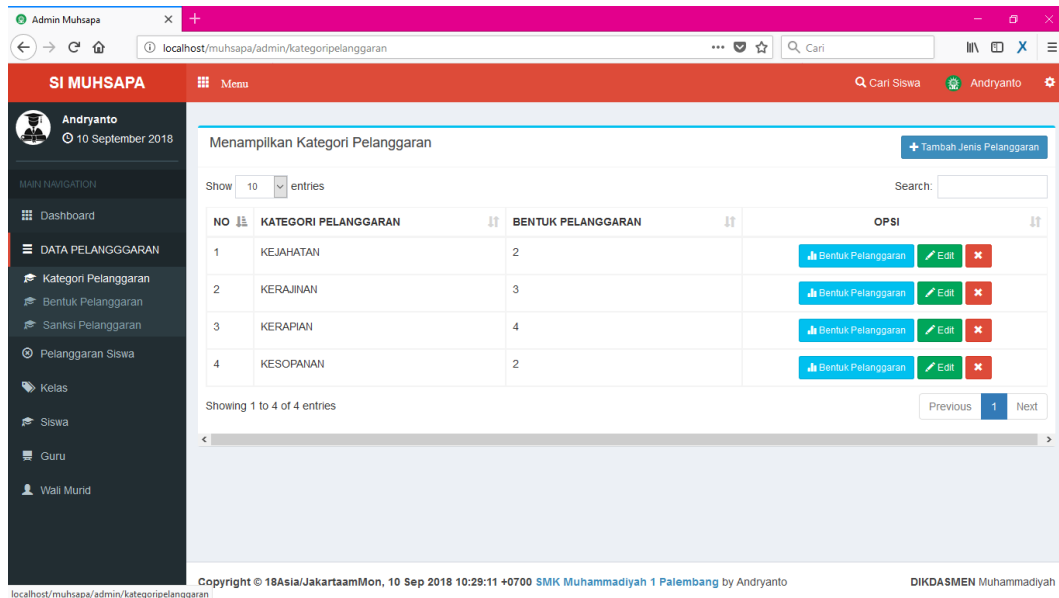 Admin Muhsapa
localhost/muhsapa/admin/kategoripelanggaran
Cari
SI MUHSAPA
Menu
Cari Siswa
Andryanto
Andryanto
10 September 2018
MAIN NAVIGATION
Dashboard
DATA PELANGGGARAN
Kategori Pelanggaran
Bentuk Pelanggaran
Sanksi Pelanggaran
Pelanggaran Siswa
Kelas
Siswa
Guru
Wali Murid
Menampilkan Kategori Pelanggaran
Tambah Jenis Pelanggaran
Show 10 entries
Search:
NO KATEGORI PELANGGARAN BENTUK PELANGGARAN OPSI
1 KEJAHATAN 2 Bentuk Pelanggaran Edit
2 KERAJINAN 3 Bentuk Pelanggaran Edit
3 KERAPIAN 4 Bentuk Pelanggaran Edit
4 KESOPANAN 2 Bentuk Pelanggaran Edit
Showing 1 to 4 of 4 entries
Previous 1 Next
Copyright © 18Asia/JakartaamMon, 10 Sep 2018 10:29:11 +0700 SMK Muhammadiyah 1 Palembang by Andryanto
DIKDASMEN Muhammadiyah
localhost/muhsapa/admin/kategoripelanggaran